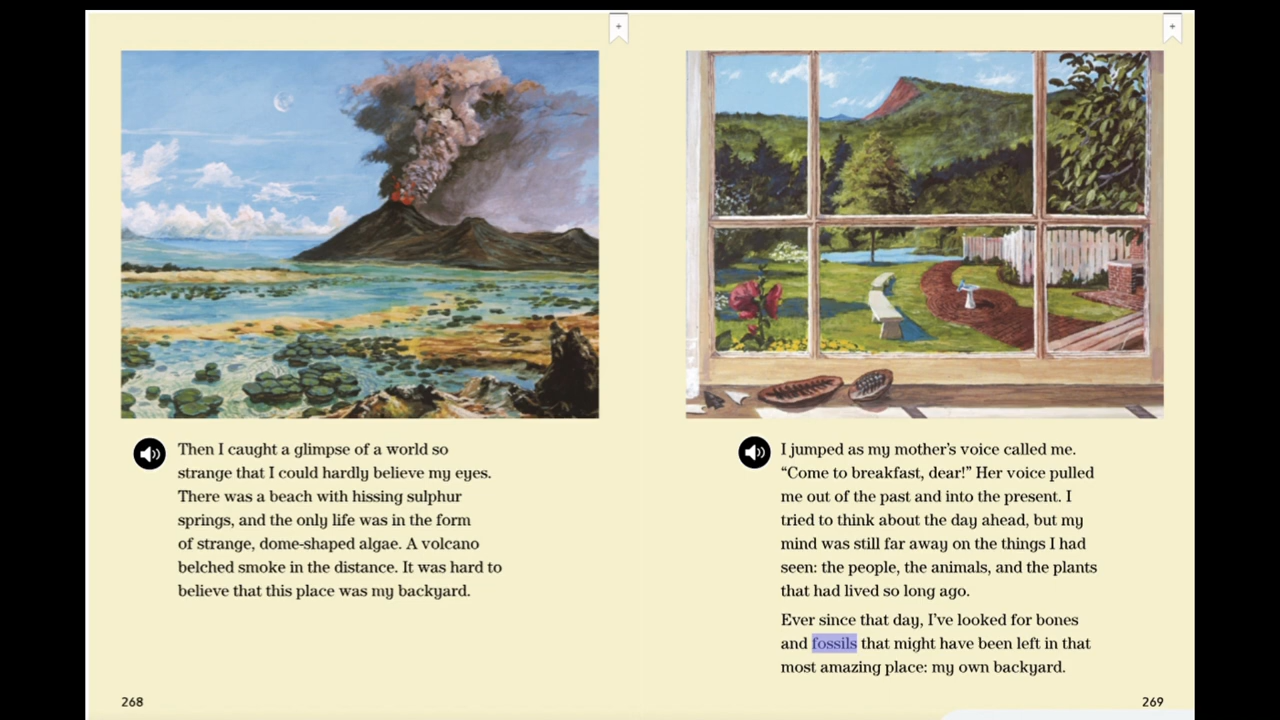 Then I caught a glimpse of a world so
strange that I could hardly believe my eyes.
There was a beach with hissing sulphur
springs, and the only life was in the form
of strange, dome-shaped algae. A volcano
belched smoke in the distance. It was hard to
believe that this place was my backyard.
268
I jumped as my mother’s voice called me.
“Come to breakfast, dear!” Her voice pulled
me out of the past and into the present. I
tried to think about the day ahead, but my
mind was still far away on the things I had
seen: the people, the animals, and the plants
that had lived so long ago.
Ever since that day, I’ve looked for bones
and fossils that might have been left in that
most amazing place: my own backyard.
269